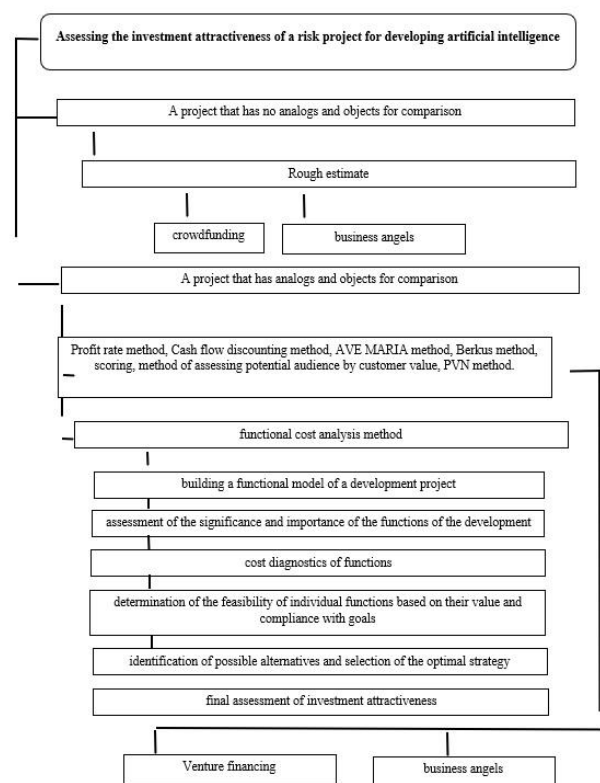 Assessing the investment attractiveness of a risk project for developing artificial intelligence
A project that has no analogs and objects for comparison
Rough estimate
crowdfunding
business angels
A project that has analogs and objects for comparison
Profit rate method, Cash flow discounting method, AVE MARIA method, Berkus method,
scoring, method of assessing potential audience by customer value, PVN method.
functional cost analysis method
building a functional model of a development project
assessment of the significance and importance of the functions of the development
cost diagnostics of functions
determination of the feasibility of individual functions based on their value and
compliance with goals
identification of possible alternatives and selection of the optimal strategy
final assessment of investment attractiveness
Venture financing
business angels